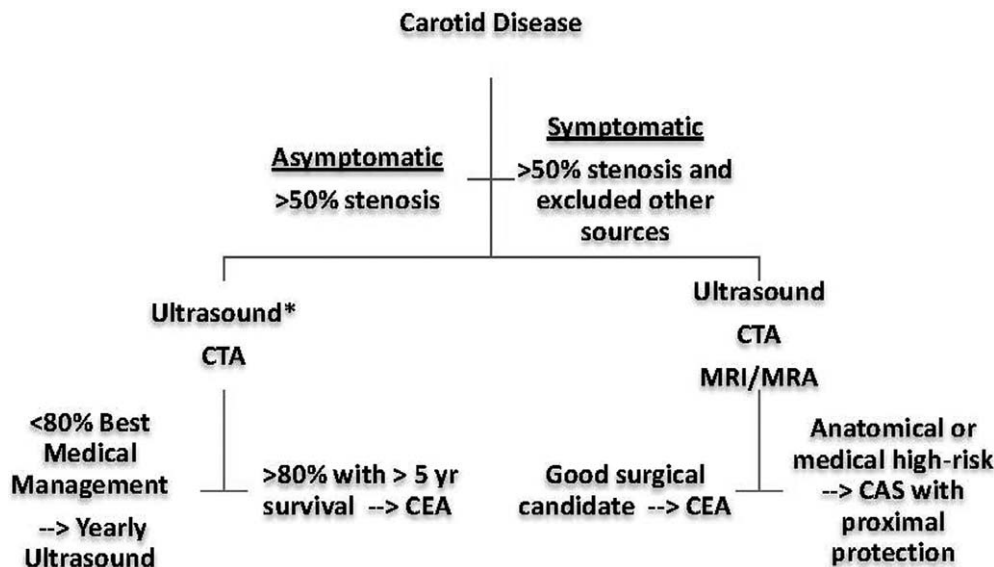 Carotid Disease
Asymptomatic
>50% stenosis
Symptomatic
>50% stenosis and
excluded other
sources
Ultrasound*
CTA
Ultrasound
CTA
MRI/MRA
<80% Best
Medical
Management
--> Yearly
Ultrasound
>80% with > 5 yr
survival --> CEA
Good surgical
candidate --> CEA
Anatomical or
medical high-risk
--> CAS with
proximal
protection